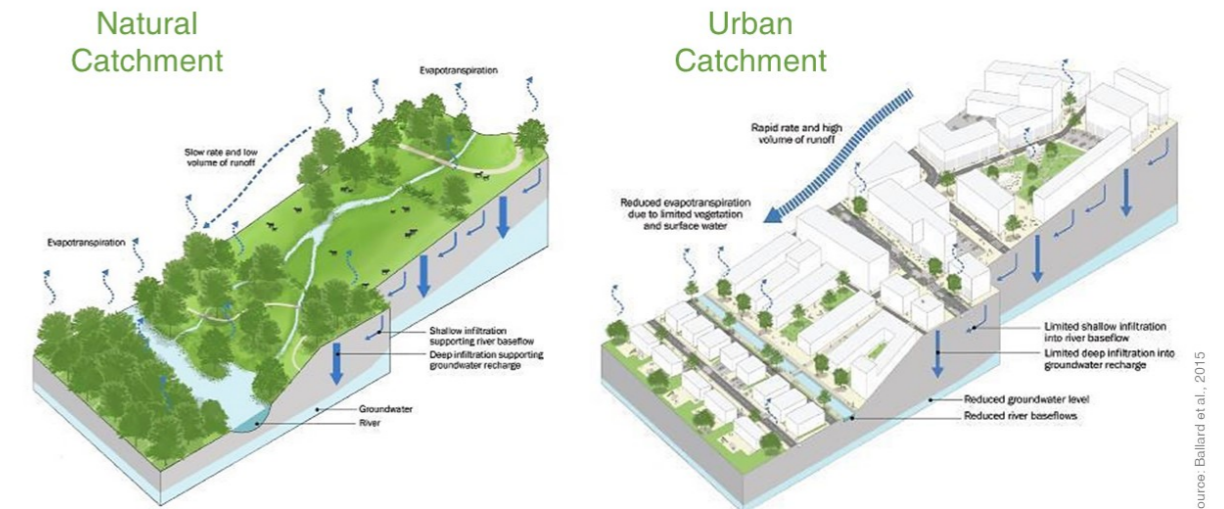 Natural
Catchment
Evapotranspiration
Slow rate and low
volume of runoff
Evapotranspiration
Shallow infiltration
supporting river baseflow
Deep infiltration supporting
groundwater recharge
Groundwater
River
Urban
Catchment
Rapid rate and high
volume of runoff
Reduced evapotranspiration
due to limited vegetation
and surface water
Limited shallow infiltration
into river baseflow
Limited deep infiltration into
groundwater recharge
Reduced groundwater level
Reduced river baseflows
ource: Ballard et al., 2015